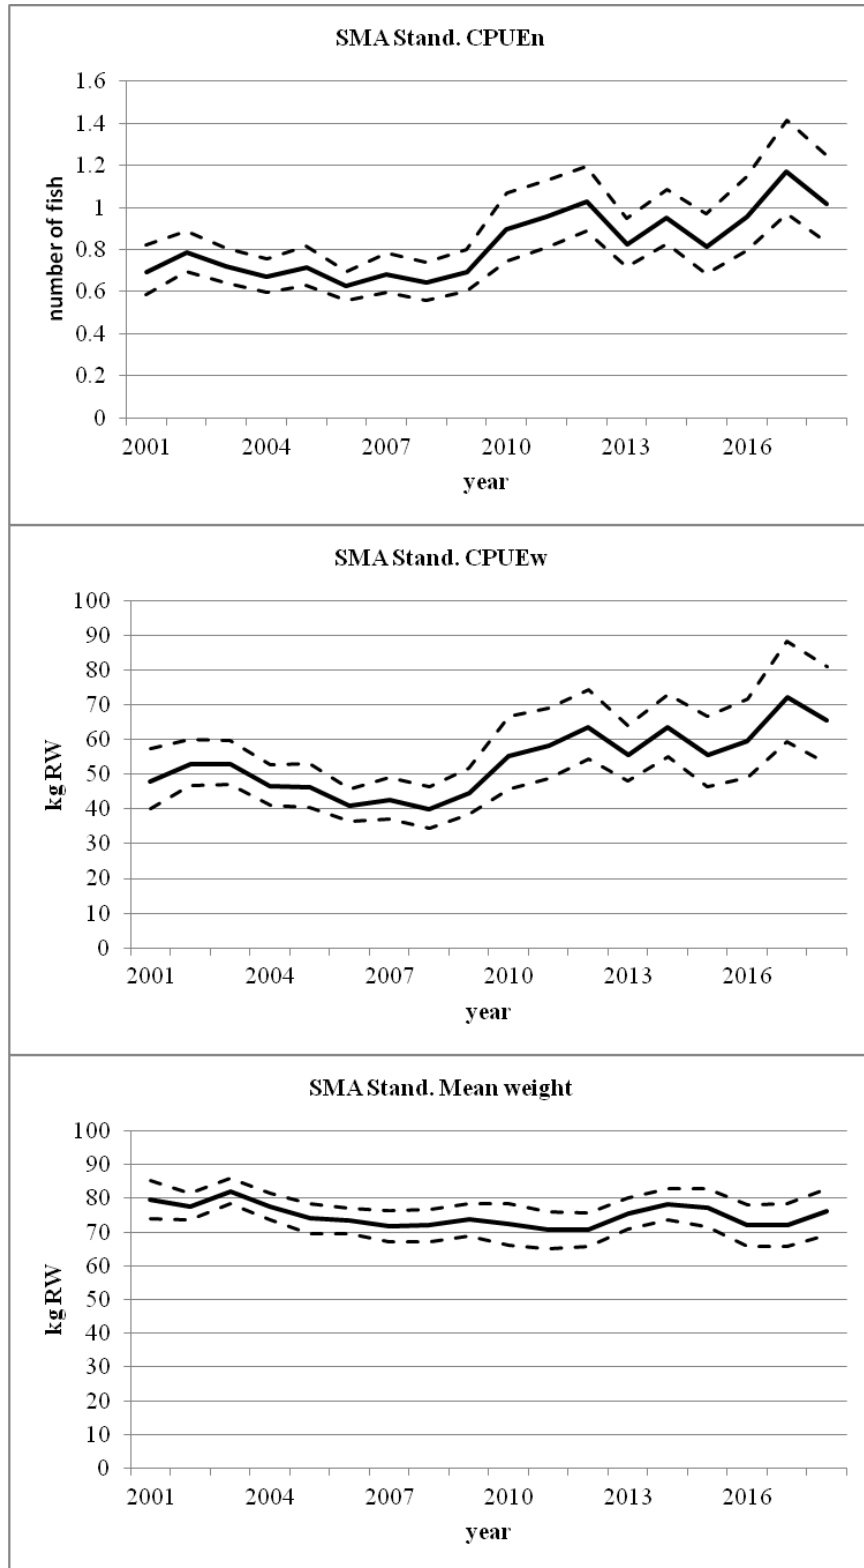 SMA Stand. CPUEn
1.6
1.4
1.2
1
0.8
0.6
0.4
0.2
0
number of fish
2001 2004 2007 2010 2013 2016
year
SMA Stand. CPUEw
100
90
80
70
60
50
40
30
20
10
0
kg RW
2001 2004 2007 2010 2013 2016
year
SMA Stand. Mean weight
100
90
80
70
60
50
40
30
20
10
0
kg RW
2001 2004 2007 2010 2013 2016
year